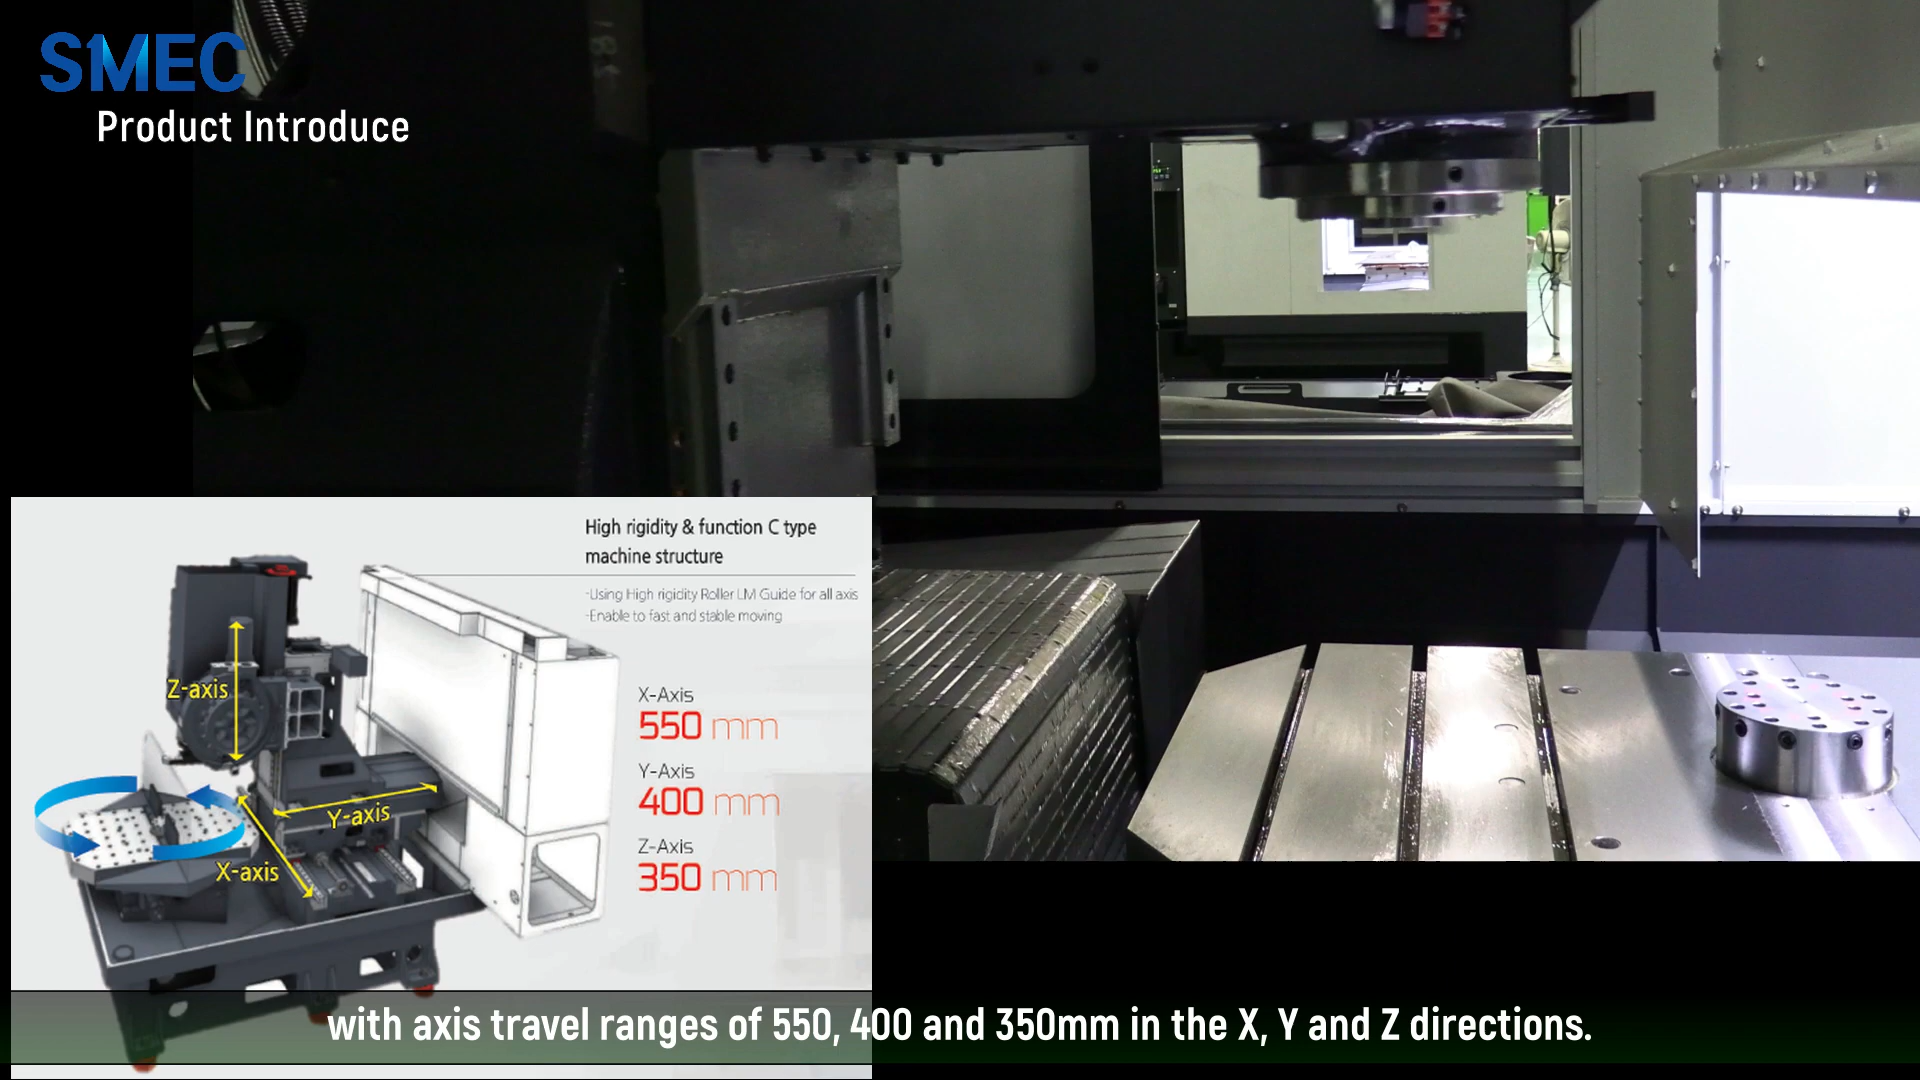 SMEC
Product Introduce
High rigidity & function C type
machine structure
-Using High rigidity Roller LM Guide for all axis
-Enable to fast and stable moving
Z-axis
Y-axis
X-axis
X-Axis
550 mm
Y-Axis
400 mm
Z-Axis
350 mm
with axis travel ranges of 550, 400 and 350mm in the X, Y and Z directions.